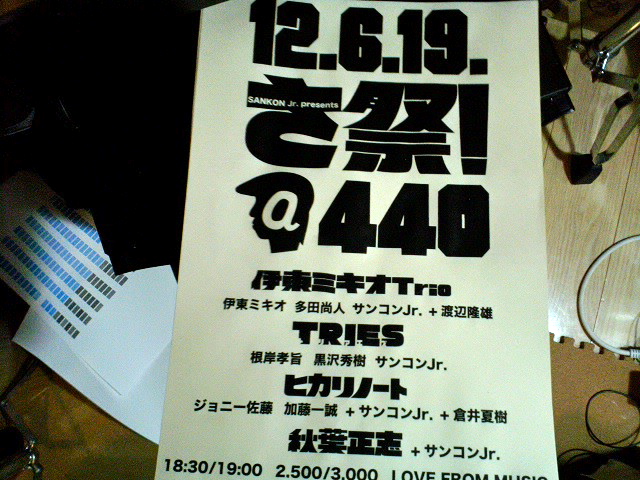 12.6.19.
SANKON Jr. presents
さ祭!
@440
伊東ミキオTrio
伊東ミキオ 多田尚人 サンコンJr. + 渡辺隆雄
TRIES
根岸孝旨 黒沢秀樹 サンコンJr.
ヒカリノート
ジョニー佐藤 加藤一誠 + サンコンJr. + 倉井夏樹
秋葉正志 + サンコンJr.
18:30/19:00 2.500/3.000 LOVE FROM MUSIC